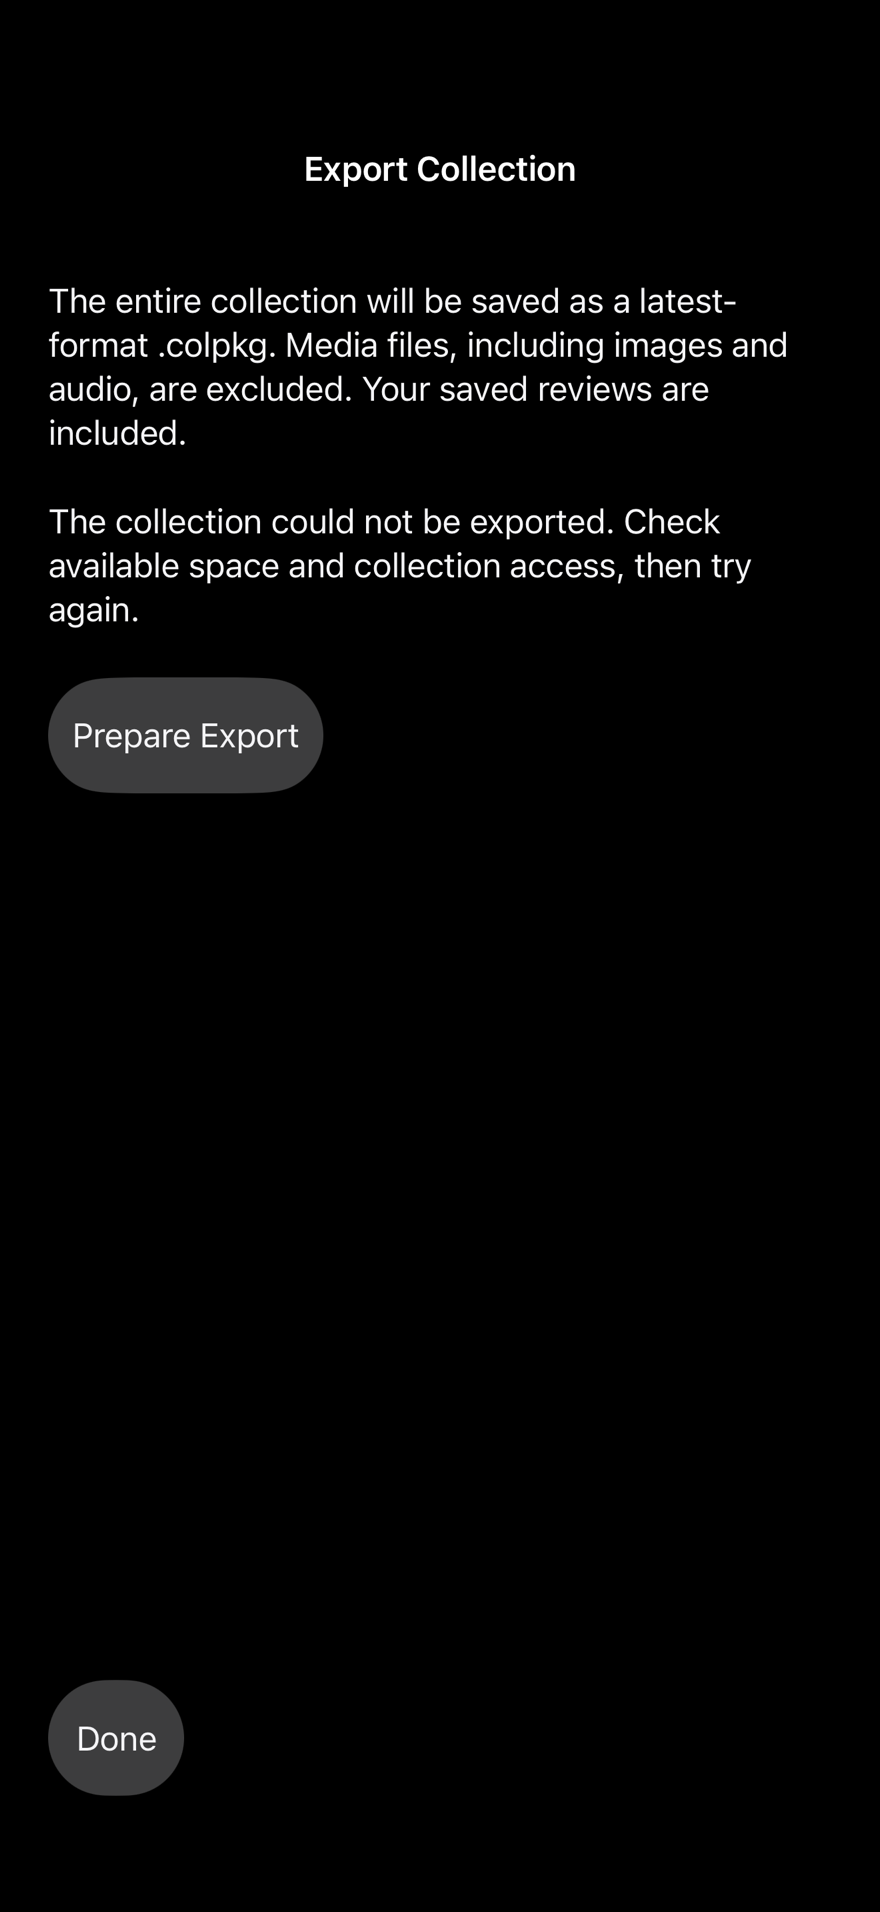 Export Collection
The entire collection will be saved as a latest-
format .colpkg. Media files, including images and
audio, are excluded. Your saved reviews are
included.
The collection could not be exported. Check
available space and collection access, then try
again.
Prepare Export
Done